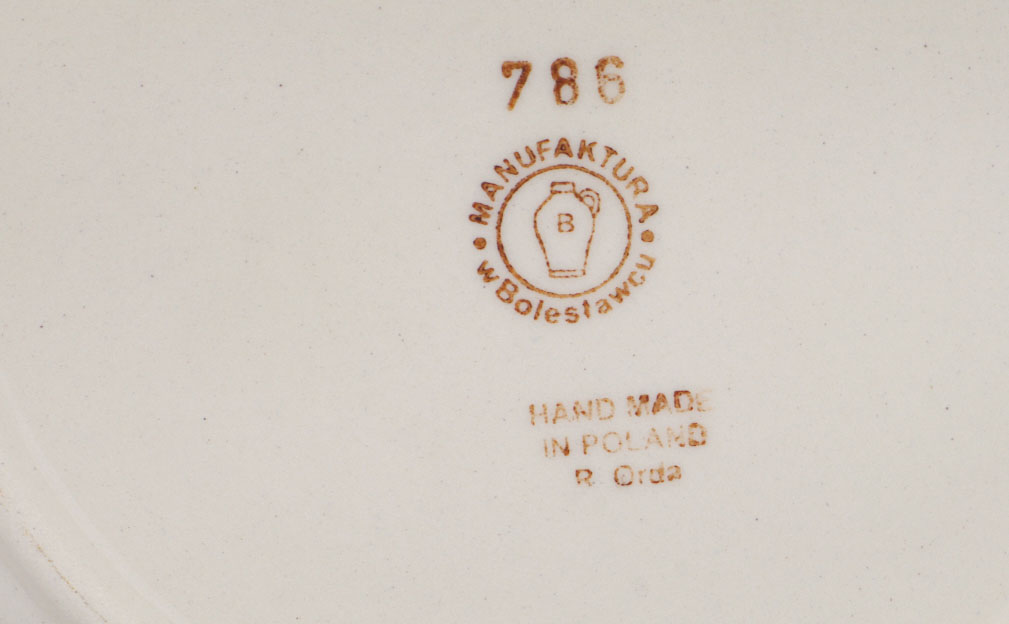 786
MANUFAKTURA
B
• w Bolesławcu •
HAND MADE
IN POLAND
R. Orda